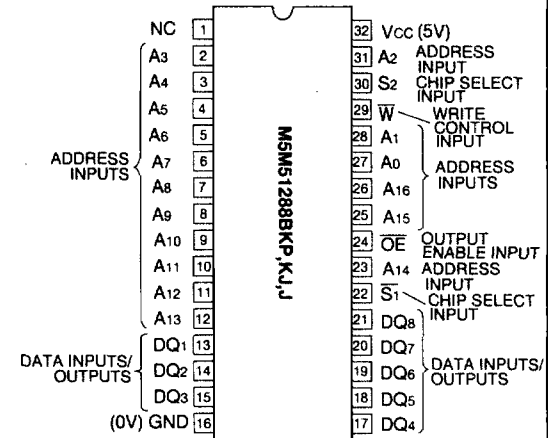 NC 1
A3 2
A4 3
A5 4
A6 5
A7 6
A8 7
A9 8
A10 9
A11 10
A12 11
A13 12
ADDRESS
INPUTS
DQ1 13
DQ2 14
DQ3 15
DATA INPUTS/
OUTPUTS
(0V) GND 16
M5M51288BKP,KJ,J
32 VCC (5V)
31 A2 ADDRESS
INPUT
30 S2 CHIP SELECT
INPUT
29 W̅ WRITE
CONTROL
INPUT
28 A1
27 A0
26 A16
25 A15
ADDRESS
INPUTS
24 O̅E̅ OUTPUT
ENABLE INPUT
23 A14 ADDRESS
INPUT
22 S̅1 CHIP SELECT
INPUT
21 DQ8
20 DQ7
19 DQ6
18 DQ5
17 DQ4
DATA INPUTS/
OUTPUTS